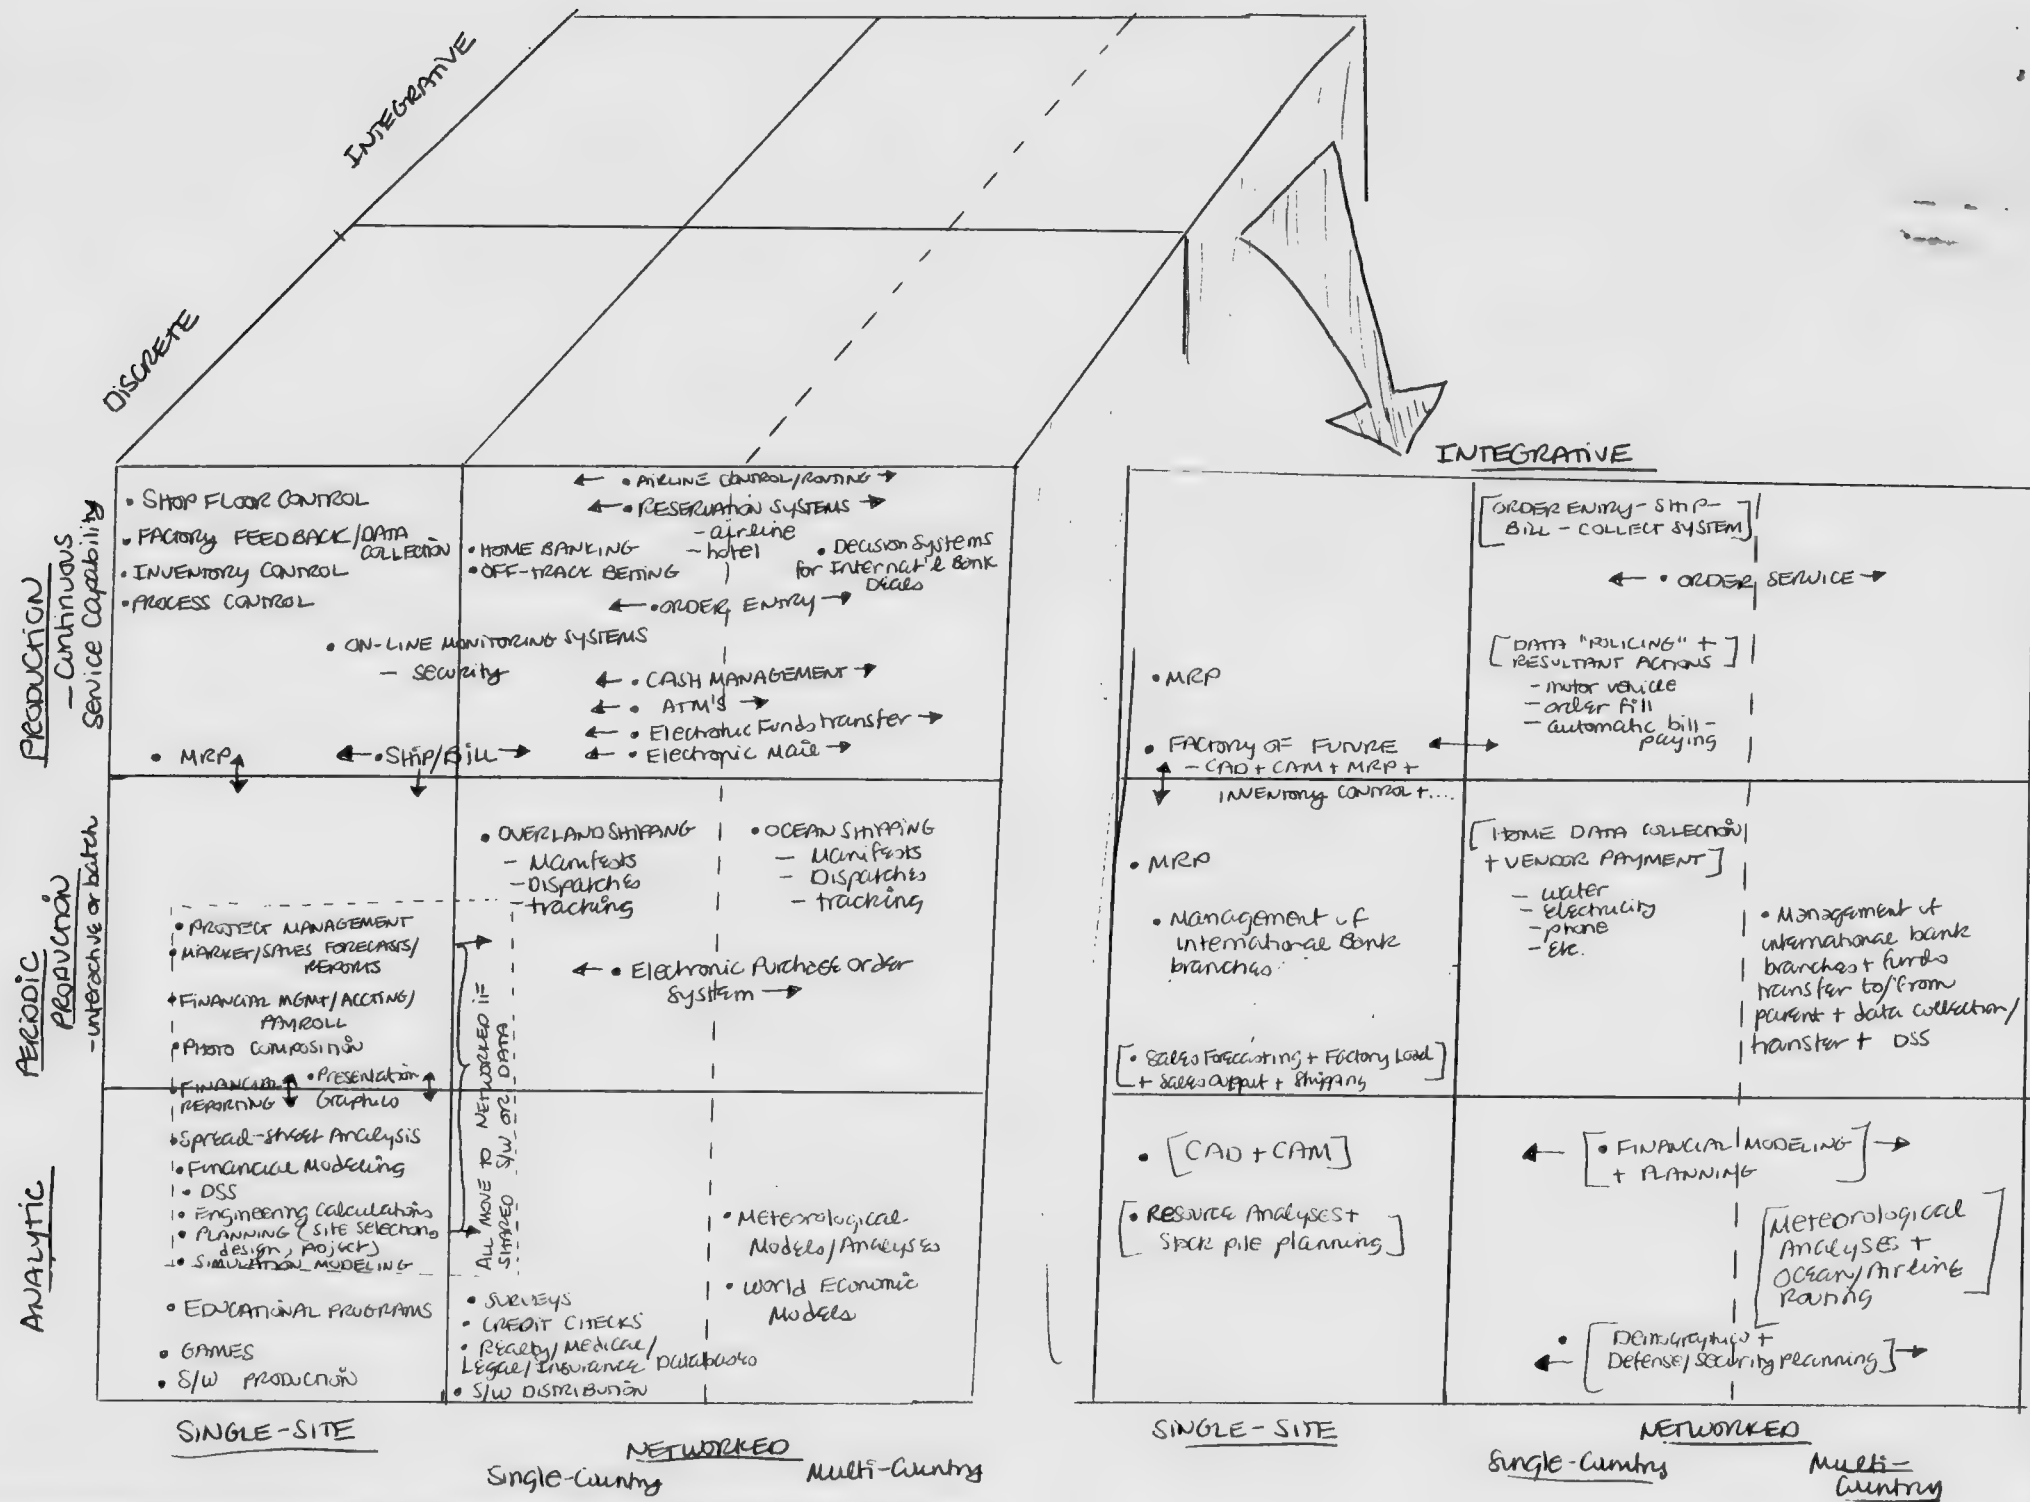 INTEGRATIVE
DISCRETE
PRODUCTION
- Continuous
Service Capability
• SHOP FLOOR CONTROL
• FACTORY FEEDBACK/DATA
COLLECTION
• INVENTORY CONTROL
• PROCESS CONTROL
• ON-LINE MONITORING SYSTEMS
- security
• MRP
• Ship/Bill
• AIRLINE CONTROL/ROUTING
• RESERVATION SYSTEMS
- airline
- hotel
• HOME BANKING
• OFF-TRACK BETTING
• Decision Systems
for Internat'l Bank
Deals
• ORDER ENTRY
• CASH MANAGEMENT
• ATM'S
• Electronic Funds transfer
• Electronic Mail
PERIODIC
PRODUCTION
- interactive or batch
• PROJECT MANAGEMENT
• MARKET/SALES FORECASTS/
REPORTS
• FINANCIAL MGMT/ACCTING/
PAYROLL
• PHOTO COMPOSITION
• FINANCIAL
REPORTING
• Presentation
Graphics
• OVERLAND SHIPPING
- Manifests
- Dispatches
- tracking
• OCEAN SHIPPING
- Manifests
- Dispatches
- tracking
• Electronic Purchase Order
System
ALL MOVE TO NETWORKED IF
SHARED S/W OR DATA
ANALYTIC
• Spread-sheet Analysis
• Financial Modeling
• DSS
• Engineering Calculations
• PLANNING (site selection,
design, project)
• SIMULATION MODELING
• EDUCATIONAL PROGRAMS
• GAMES
• S/W PRODUCTION
• SURVEYS
• CREDIT CHECKS
• Realty/Medical/
Legal/Insurance Databases
• S/W DISTRIBUTION
• Meteorological
Models/Analyses
• World Economic
Models
SINGLE-SITE
NETWORKED
Single-Country
Multi-Country
INTEGRATIVE
[ORDER ENTRY-SHIP-
BILL-COLLECT SYSTEM]
• ORDER SERVICE
[DATA "POLICING" +
RESULTANT ACTIONS]
- motor vehicle
- order fill
- automatic bill-
paying
• MRP
• FACTORY OF FUTURE
- CAD + CAM + MRP +
INVENTORY CONTROL + ....
• MRP
• Management of
international Bank
branches
[• Sales Forecasting + Factory Load
+ Sales Output + Shipping]
[HOME DATA COLLECTION
+ VENDOR PAYMENT]
- water
- electricity
- phone
- etc.
• Management of
international bank
branches + funds
transfer to/from
parent + data collection/
transfer + DSS
• [CAD + CAM]
[• RESOURCE Analyses +
Stock pile planning]
[• FINANCIAL MODELING
+ PLANNING]
[Meteorological
Analyses +
Ocean/Airline
Routing]
• [Demographics +
Defense/security planning]
SINGLE-SITE
NETWORKED
Single-Country
Multi-
Country